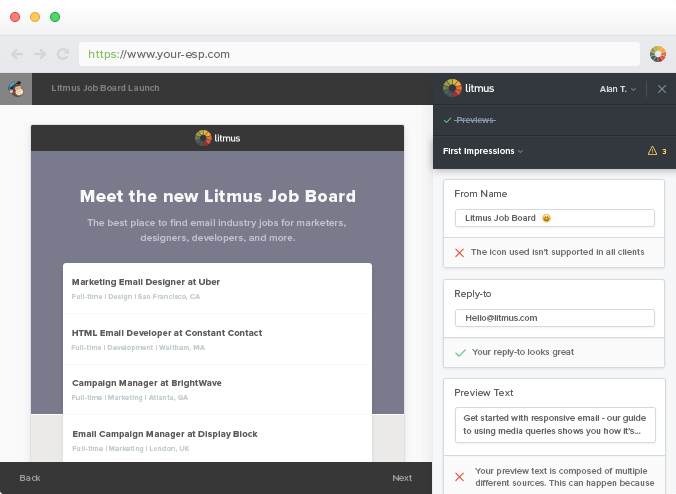 https://www.your-esp.com
Litmus Job Board Launch
litmus
Meet the new Litmus Job Board
The best place to find email industry jobs for marketers,
designers, developers, and more.
Marketing Email Designer at Uber
Full-time | Design | San Francisco, CA
HTML Email Developer at Constant Contact
Full-time | Development | Waltham, MA
Campaign Manager at BrightWave
Full-time | Marketing | Atlanta, GA
Email Campaign Manager at Display Block
Full-time | Marketing | London, UK
Back
Next
litmus
Alan T.
Previews
First Impressions
3
From Name
Litmus Job Board 😀
The icon used isn't supported in all clients
Reply-to
Hello@litmus.com
Your reply-to looks great
Preview Text
Get started with responsive email - our guide
to using media queries shows you how it's...
Your preview text is composed of multiple
different sources. This can happen because